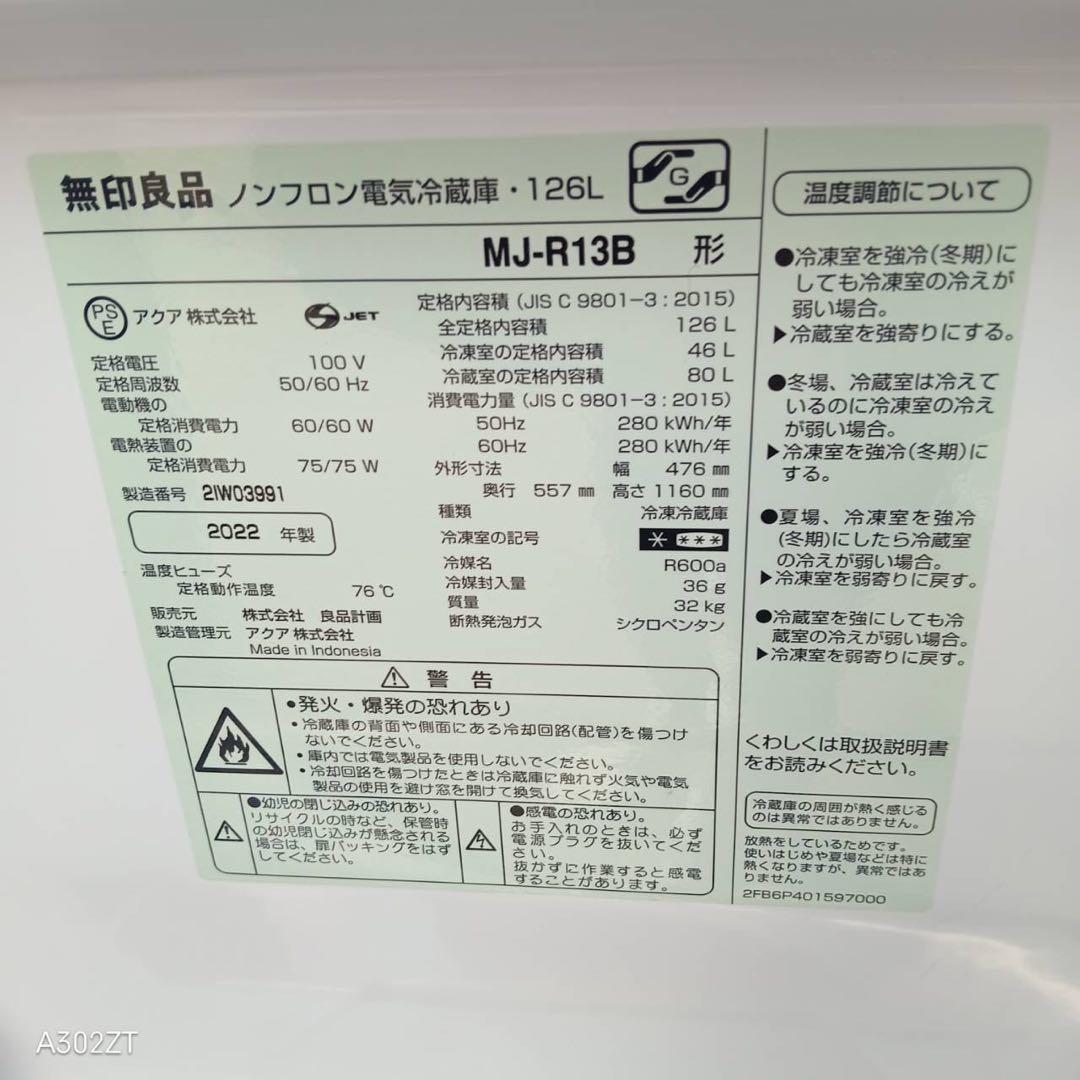 無印良品 ノンフロン電気冷蔵庫・126L
G
MJ-R13B 形
PSE アクア 株式会社
JET
定格電圧 100 V
定格周波数 50/60 Hz
電動機の
定格消費電力 60/60 W
電熱装置の
定格消費電力 75/75 W
製造番号 2IW03991
2022 年製
温度ヒューズ
定格動作温度 76 ℃
販売元 株式会社 良品計画
製造管理元 アクア 株式会社
Made in Indonesia
定格内容積 (JIS C 9801-3 : 2015)
全定格内容積 126 L
冷凍室の定格内容積 46 L
冷蔵室の定格内容積 80 L
消費電力量 (JIS C 9801-3 : 2015)
50Hz 280 kWh/年
60Hz 280 kWh/年
外形寸法 幅 476 ㎜
奥行 557 ㎜ 高さ 1160 ㎜
種類 冷凍冷蔵庫
冷凍室の記号 * ***
冷媒名 R600a
冷媒封入量 36 g
質量 32 kg
断熱発泡ガス シクロペンタン
⚠ 警 告
●発火・爆発の恐れあり
・冷蔵庫の背面や側面にある冷却回路(配管)を傷つけ
ないでください。
・庫内では電気製品を使用しないでください。
・冷却回路を傷つけたときは冷蔵庫に触れず火気や電気
製品の使用を避け窓を開けて換気してください。
●幼児の閉じ込みの恐れあり。
リサイクルの時など、保管時
の幼児閉じ込みが懸念される
場合は、扉パッキングをはず
してください。
●感電の恐れあり。
お手入れのときは、必ず
電源プラグを抜いてくだ
さい。
抜かずに作業すると感電
することがあります。
温度調節について
●冷凍室を強冷(冬期)に
しても冷凍室の冷えが
弱い場合。
▶冷蔵室を強寄りにする。
●冬場、冷蔵室は冷えて
いるのに冷凍室の冷え
が弱い場合。
▶冷凍室を強冷(冬期)に
する。
●夏場、冷凍室を強冷
(冬期)にしたら冷蔵室
の冷えが弱い場合。
▶冷凍室を弱寄りに戻す。
●冷蔵室を強にしても冷
蔵室の冷えが弱い場合。
▶冷凍室を弱寄りに戻す。
くわしくは取扱説明書
をお読みください。
冷蔵庫の周囲が熱く感じる
のは異常ではありません。
放熱をしているためです。
使いはじめや夏場などは特に
熱くなりますが、異常ではあ
りません。
2FB6P401597000
A302ZT